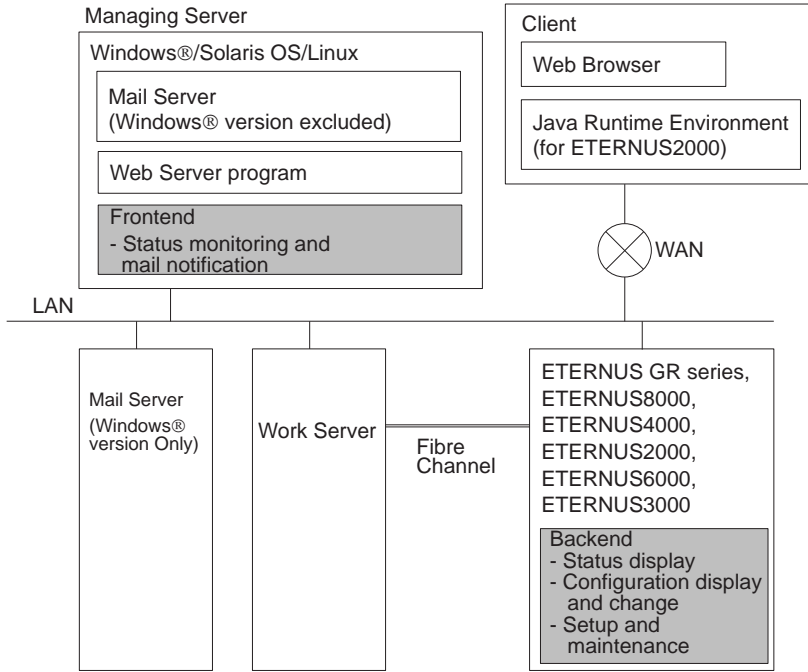 Managing Server
Windows®/Solaris OS/Linux
Mail Server
(Windows® version excluded)
Web Server program
Frontend
- Status monitoring and
mail notification
Client
Web Browser
Java Runtime Environment
(for ETERNUS2000)
WAN
LAN
Mail Server
(Windows®
version Only)
Work Server
Fibre
Channel
ETERNUS GR series,
ETERNUS8000,
ETERNUS4000,
ETERNUS2000,
ETERNUS6000,
ETERNUS3000
Backend
- Status display
- Configuration display
and change
- Setup and
maintenance